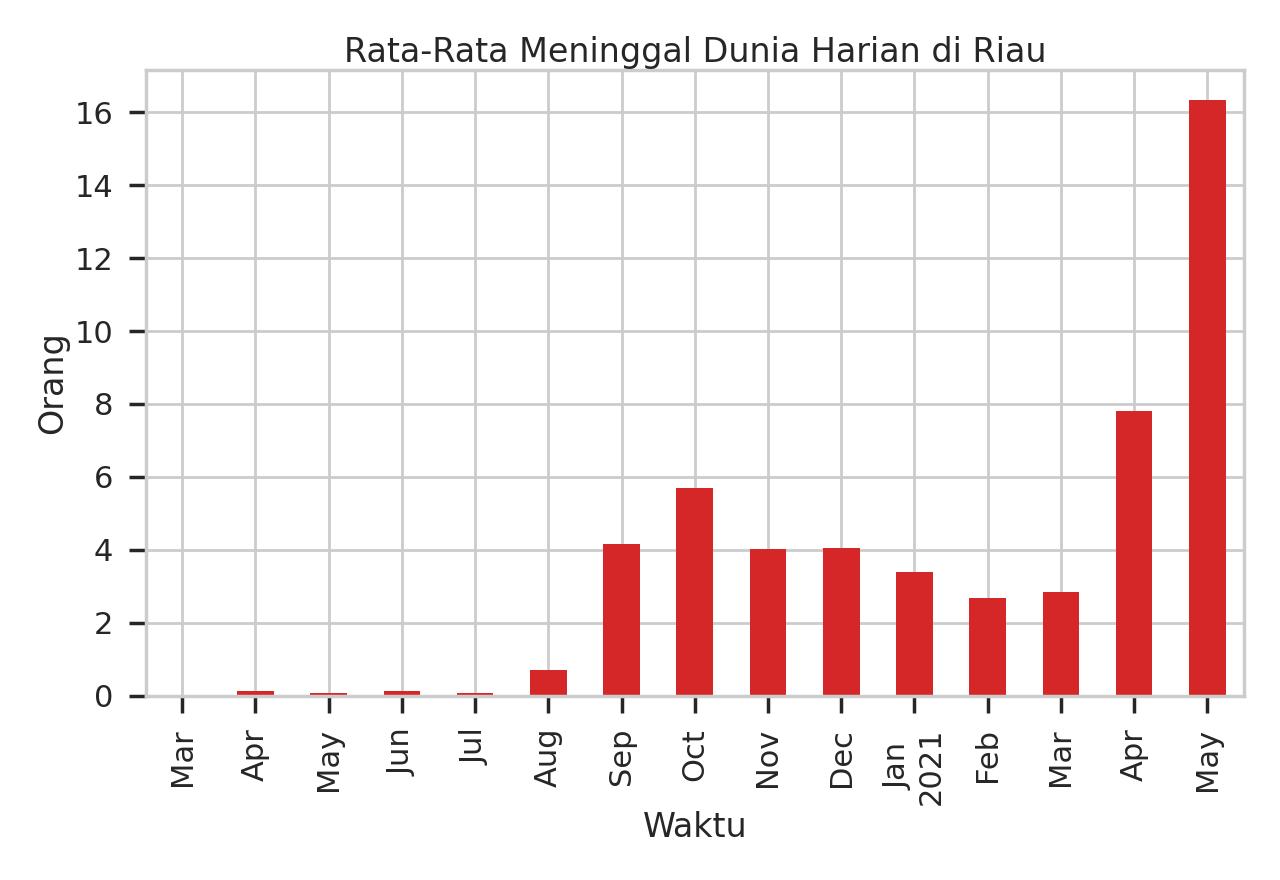 Rata-Rata Meninggal Dunia Harian di Riau
16
14
12
10
8
6
4
2
0
Orang
Mar
Apr
May
Jun
Jul
Aug
Sep
Oct
Nov
Dec
Jan
2021
Feb
Mar
Apr
May
Waktu